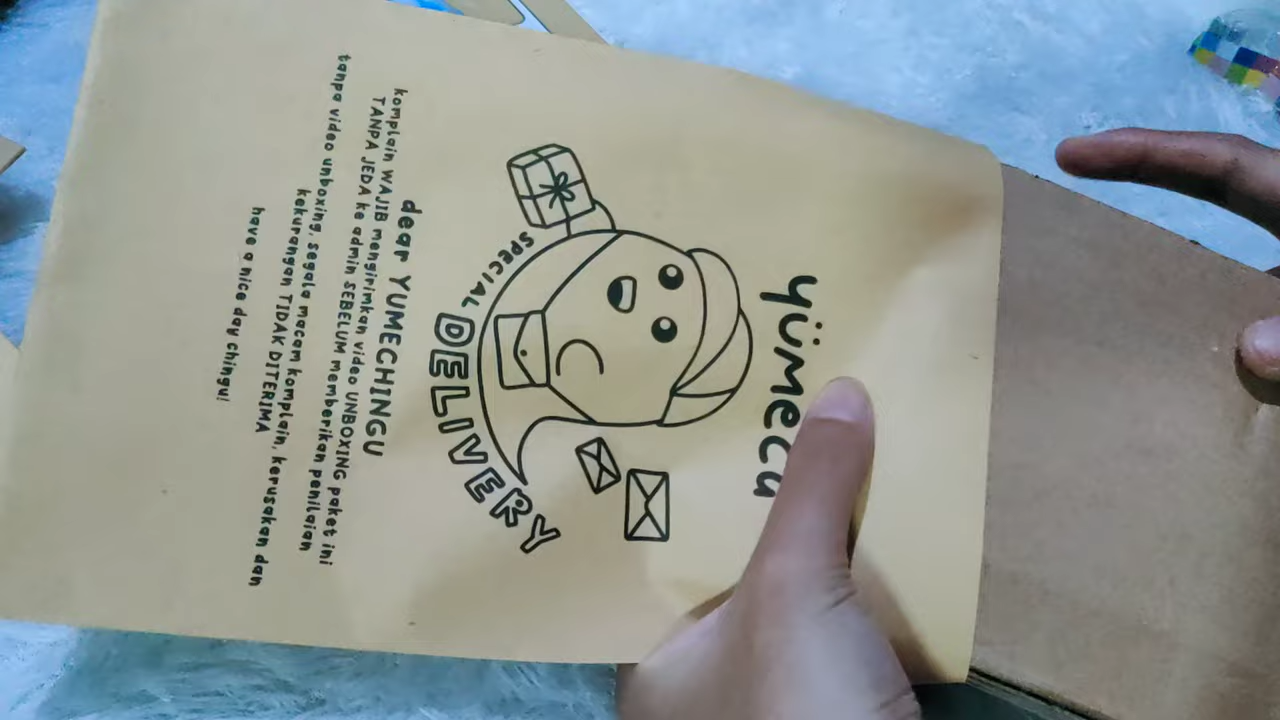 SPECIAL
DELIVERY
dear YUMECHINGU
komplain WAJIB mengirimkan video UNBOXING paket ini
TANPA JEDA ke admin SEBELUM memberikan penilaian
tanpa video unboxing, segala macam komplain, kerusakan dan
kekurangan TIDAK DITERIMA
have a nice day chingu!